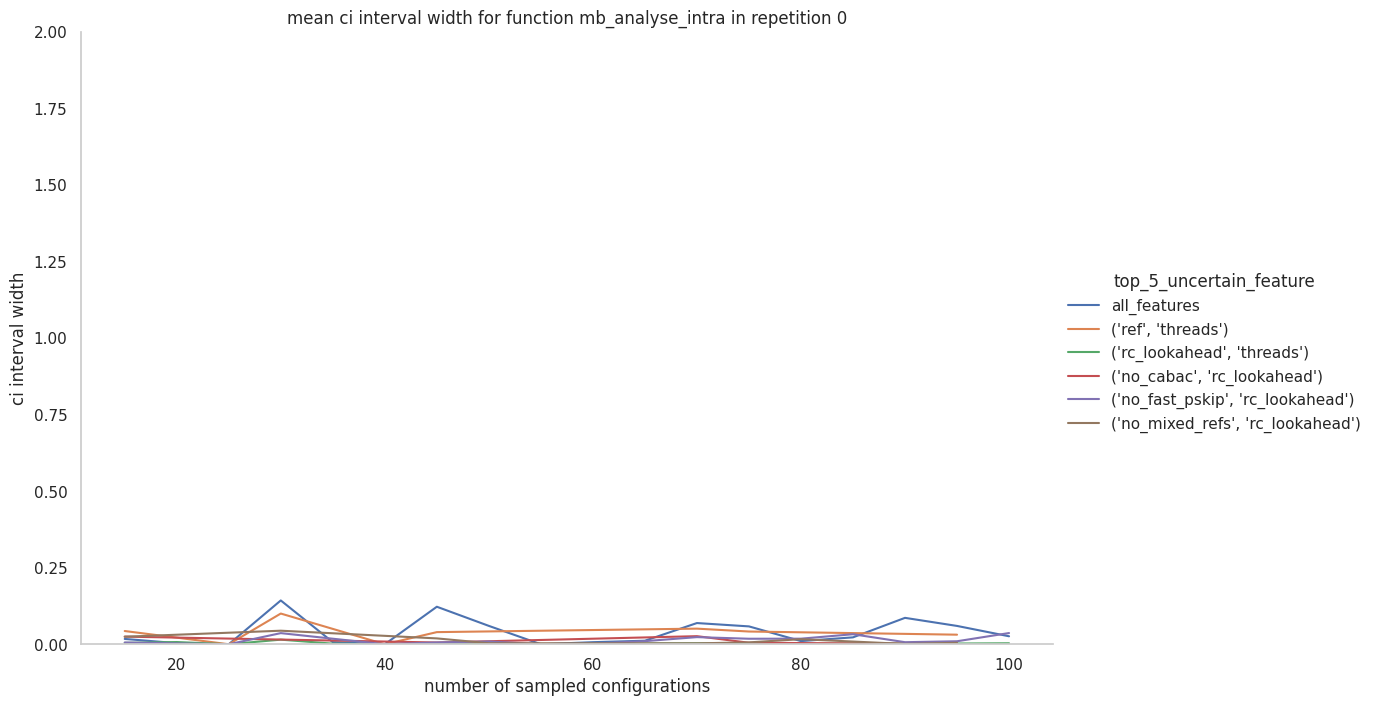 mean ci interval width for function mb_analyse_intra in repetition 0
2.00
1.75
1.50
1.25
1.00
0.75
0.50
0.25
0.00
ci interval width
20
40
60
80
100
number of sampled configurations
top_5_uncertain_feature
all_features
('ref', 'threads')
('rc_lookahead', 'threads')
('no_cabac', 'rc_lookahead')
('no_fast_pskip', 'rc_lookahead')
('no_mixed_refs', 'rc_lookahead')